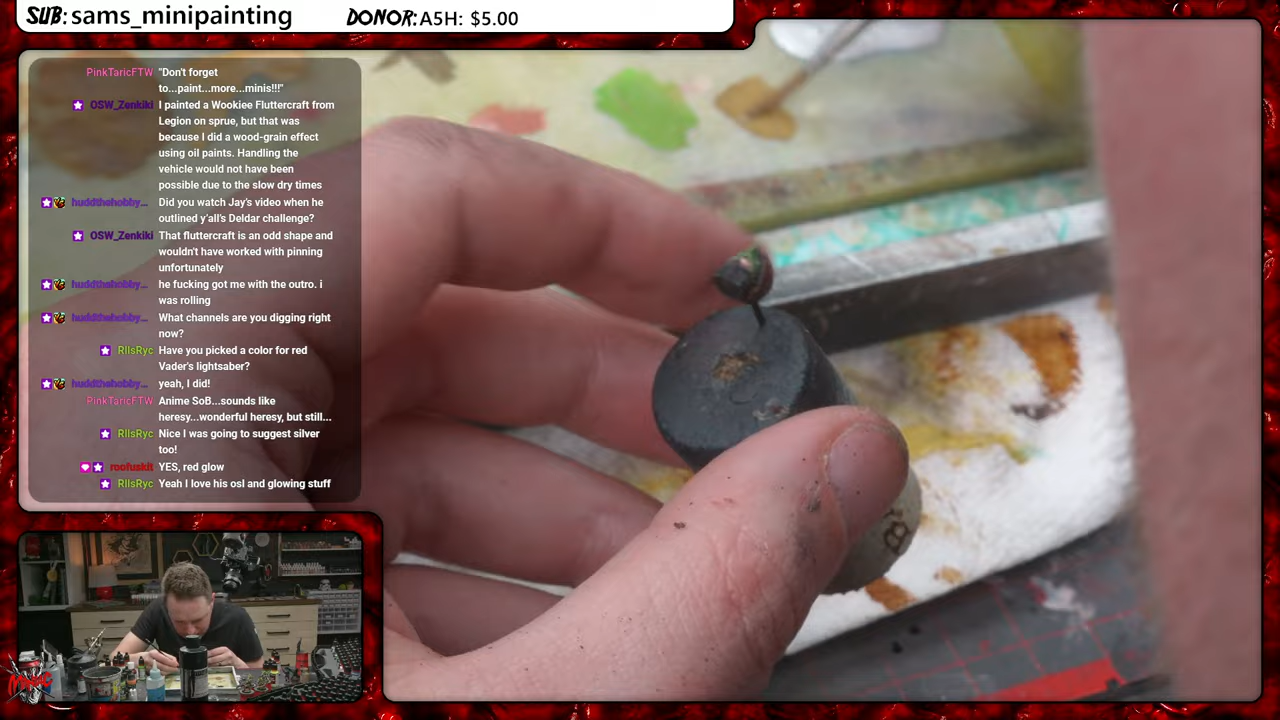 SUB: sams_minipainting DONOR: A5H: $5.00
PinkTaricFTW "Don't forget
to...paint...more...minis!!!"
OSW_Zenkiki I painted a Wookiee Fluttercraft from
Legion on sprue, but that was
because I did a wood-grain effect
using oil paints. Handling the
vehicle would not have been
possible due to the slow dry times
huddthehobby... Did you watch Jay's video when he
outlined y'all's Deldar challenge?
OSW_Zenkiki That fluttercraft is an odd shape and
wouldn't have worked with pinning
unfortunately
huddthehobby... he fucking got me with the outro. i
was rolling
huddthehobby... What channels are you digging right
now?
RIIsRyc Have you picked a color for red
Vader's lightsaber?
huddthehobby... yeah, I did!
PinkTaricFTW Anime SoB...sounds like
heresy...wonderful heresy, but still...
RIIsRyc Nice I was going to suggest silver
too!
roofuskit YES, red glow
RIIsRyc Yeah I love his osl and glowing stuff